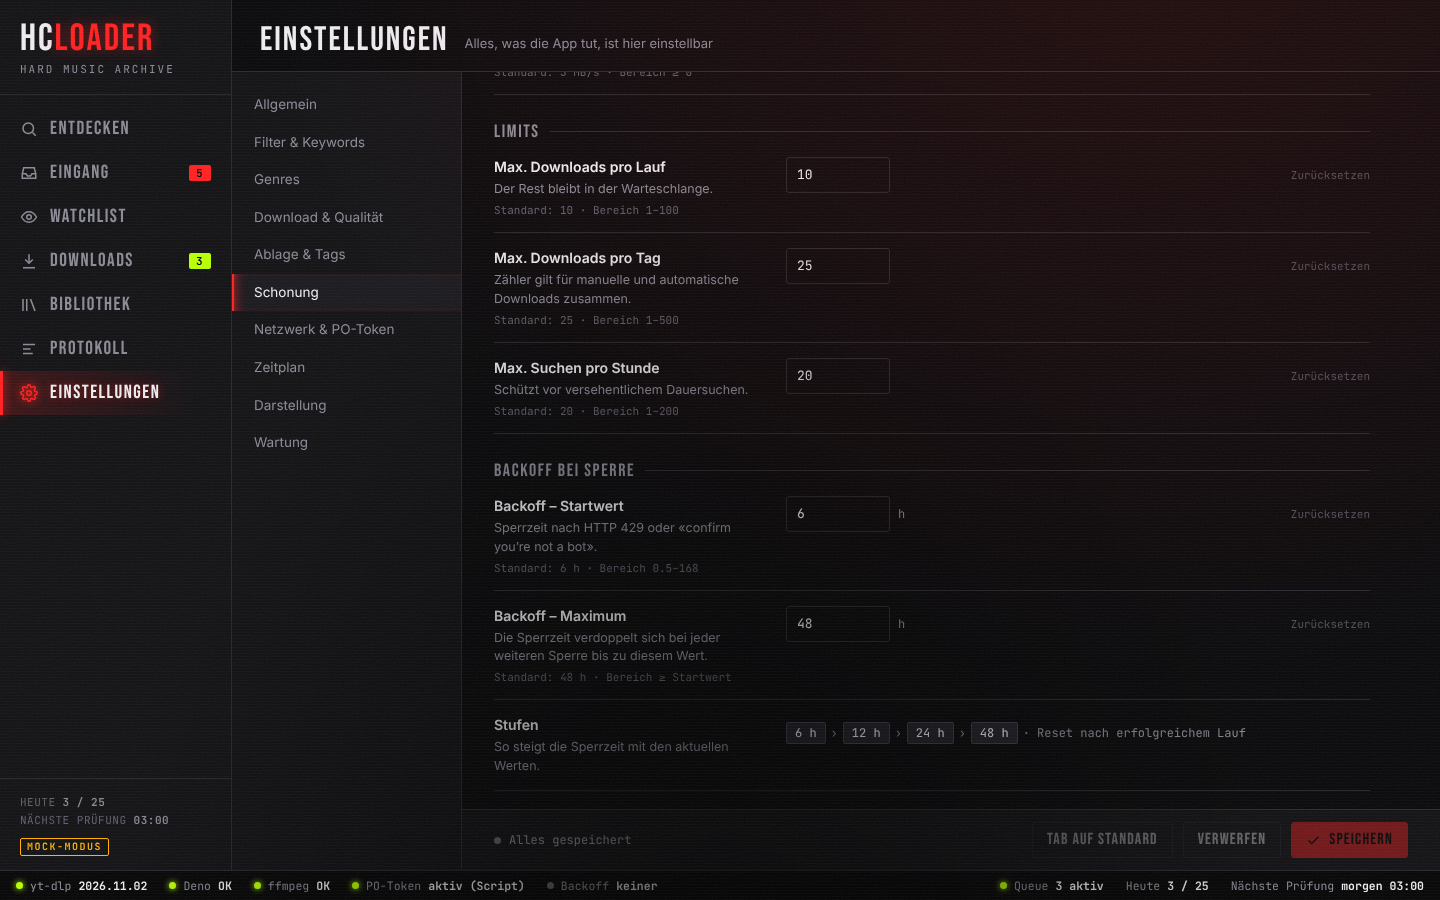 HCLOADER
HARD MUSIC ARCHIVE
ENTDECKEN
EINGANG 5
WATCHLIST
DOWNLOADS 3
BIBLIOTHEK
PROTOKOLL
EINSTELLUNGEN
HEUTE 3 / 25
NÄCHSTE PRÜFUNG 03:00
MOCK-MODUS
EINSTELLUNGEN Alles, was die App tut, ist hier einstellbar
Allgemein
Filter & Keywords
Genres
Download & Qualität
Ablage & Tags
Schonung
Netzwerk & PO-Token
Zeitplan
Darstellung
Wartung
Standard: 3 MB/s · Bereich ≥ 0
LIMITS
Max. Downloads pro Lauf
Der Rest bleibt in der Warteschlange.
Standard: 10 · Bereich 1–100
10
Zurücksetzen
Max. Downloads pro Tag
Zähler gilt für manuelle und automatische
Downloads zusammen.
Standard: 25 · Bereich 1–500
25
Zurücksetzen
Max. Suchen pro Stunde
Schützt vor versehentlichem Dauersuchen.
Standard: 20 · Bereich 1–200
20
Zurücksetzen
BACKOFF BEI SPERRE
Backoff – Startwert
Sperrzeit nach HTTP 429 oder «confirm
you're not a bot».
Standard: 6 h · Bereich 0.5–168
6 h
Zurücksetzen
Backoff – Maximum
Die Sperrzeit verdoppelt sich bei jeder
weiteren Sperre bis zu diesem Wert.
Standard: 48 h · Bereich ≥ Startwert
48 h
Zurücksetzen
Stufen
So steigt die Sperrzeit mit den aktuellen
Werten.
6 h › 12 h › 24 h › 48 h · Reset nach erfolgreichem Lauf
Alles gespeichert
TAB AUF STANDARD
VERWERFEN
SPEICHERN
yt-dlp 2026.11.02 Deno OK ffmpeg OK PO-Token aktiv (Script) Backoff keiner Queue 3 aktiv Heute 3 / 25 Nächste Prüfung morgen 03:00